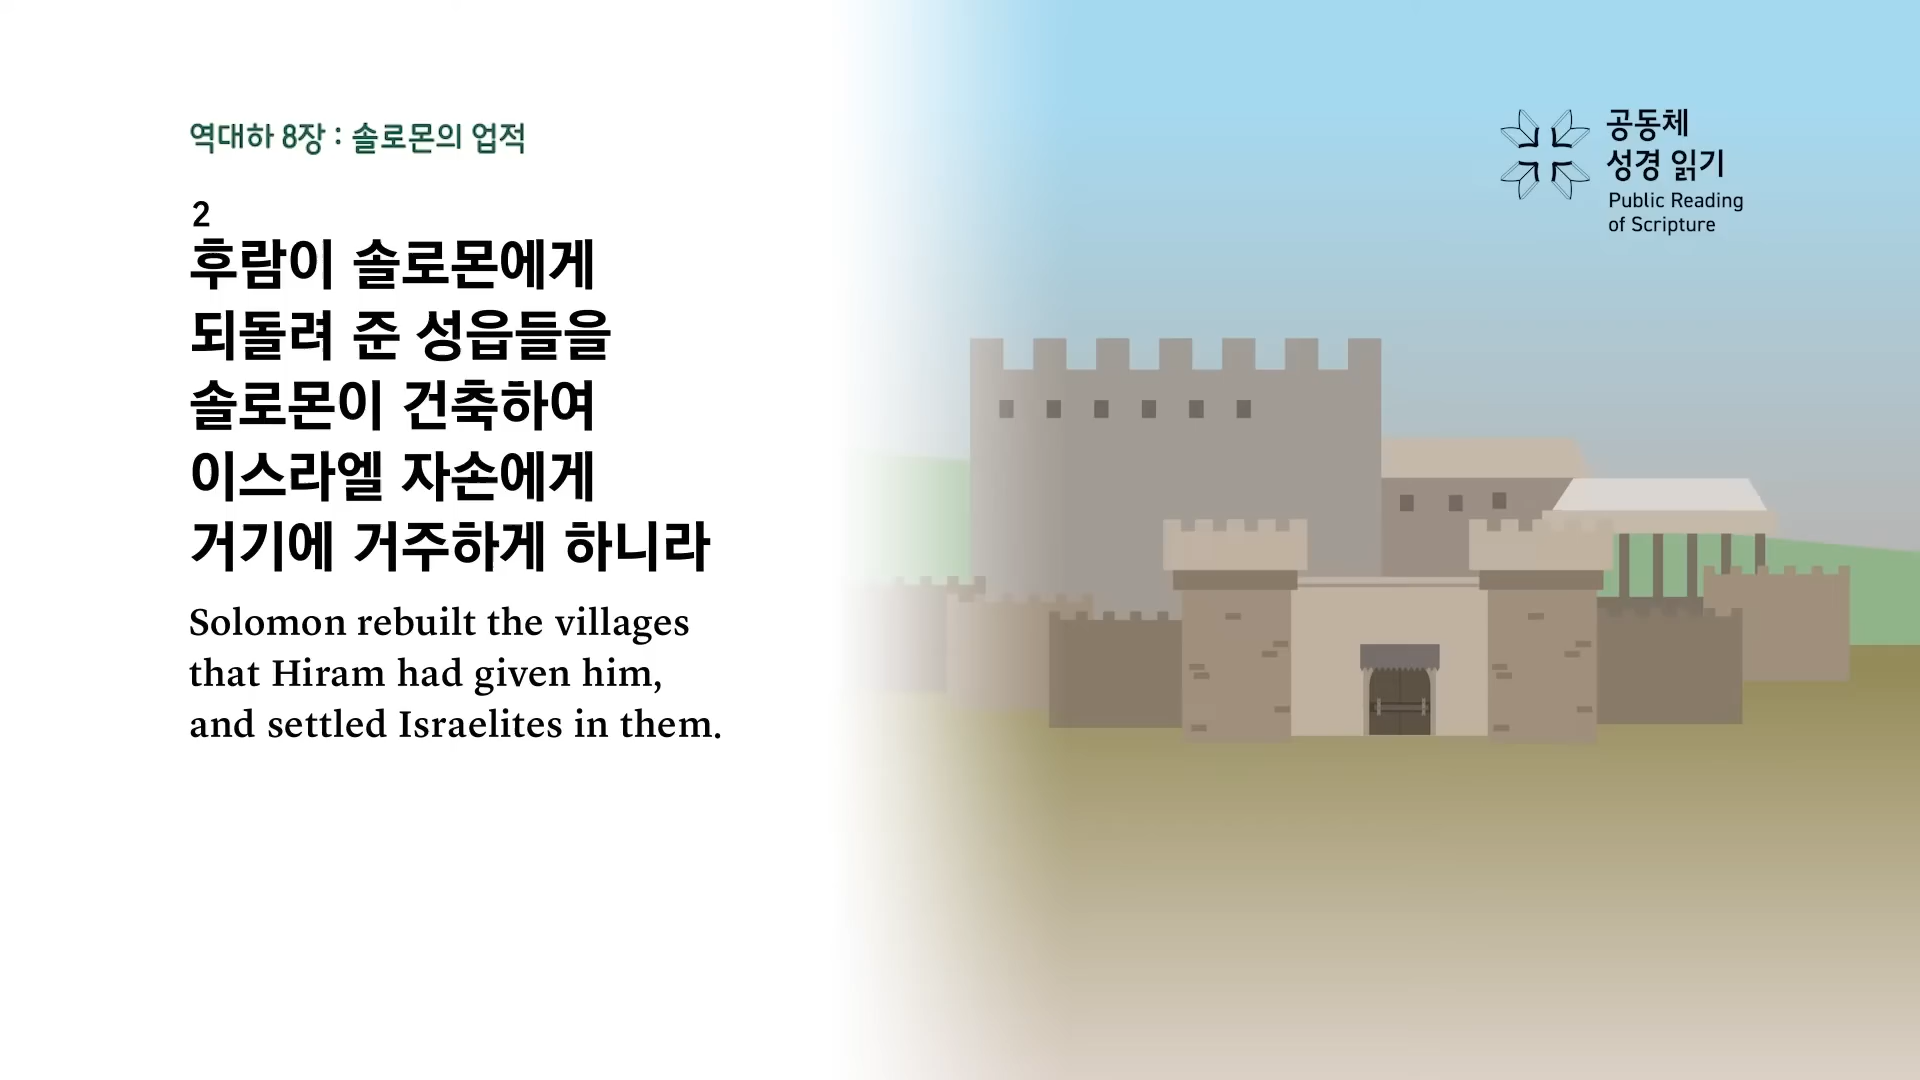 역대하 8장 : 솔로몬의 업적
2
후람이 솔로몬에게
되돌려 준 성읍들을
솔로몬이 건축하여
이스라엘 자손에게
거기에 거주하게 하니라
Solomon rebuilt the villages
that Hiram had given him,
and settled Israelites in them.
공동체
성경 읽기
Public Reading
of Scripture